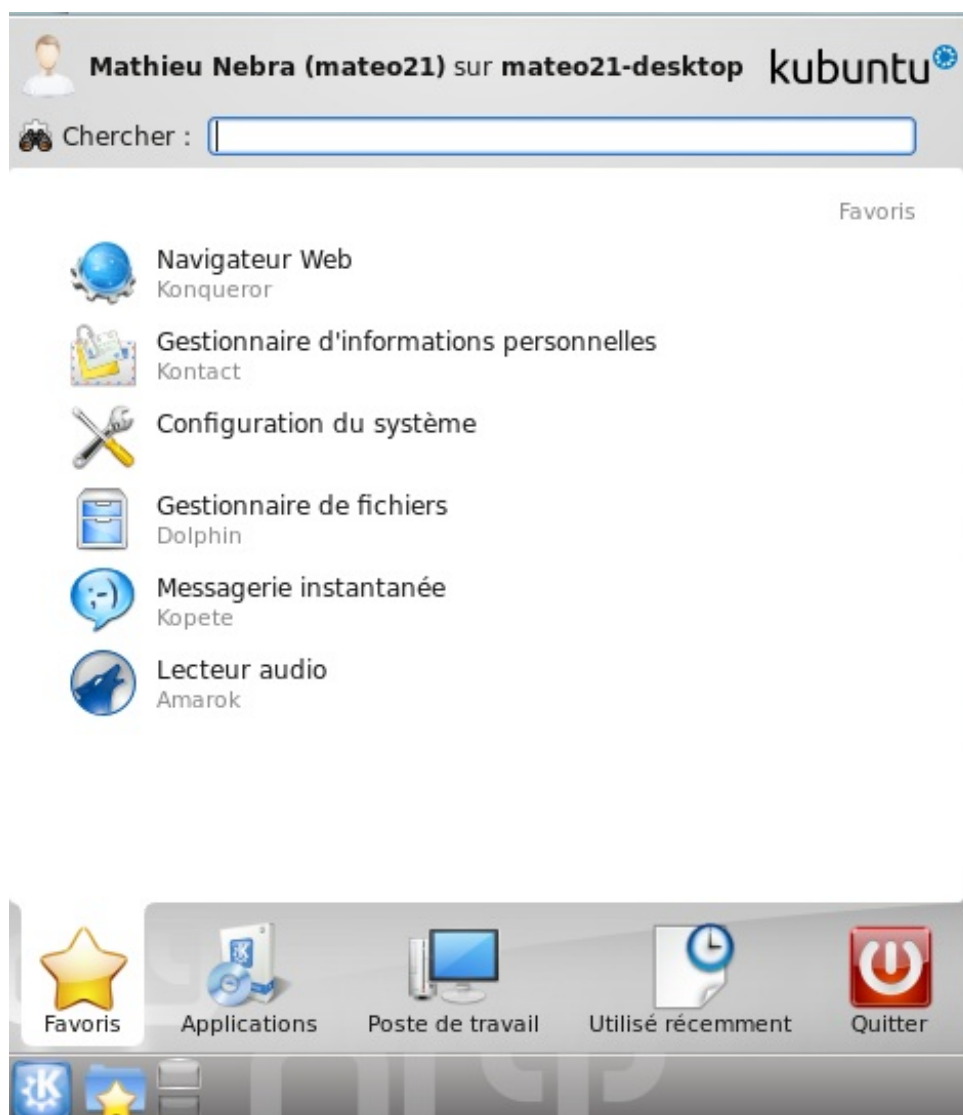 Mathieu Nebra (mateo21) sur mateo21-desktop kubuntu
Chercher :
Favoris
Navigateur Web
Konqueror
Gestionnaire d'informations personnelles
Kontact
Configuration du système
Gestionnaire de fichiers
Dolphin
Messagerie instantanée
Kopete
Lecteur audio
Amarok
Favoris Applications Poste de travail Utilisé récemment Quitter